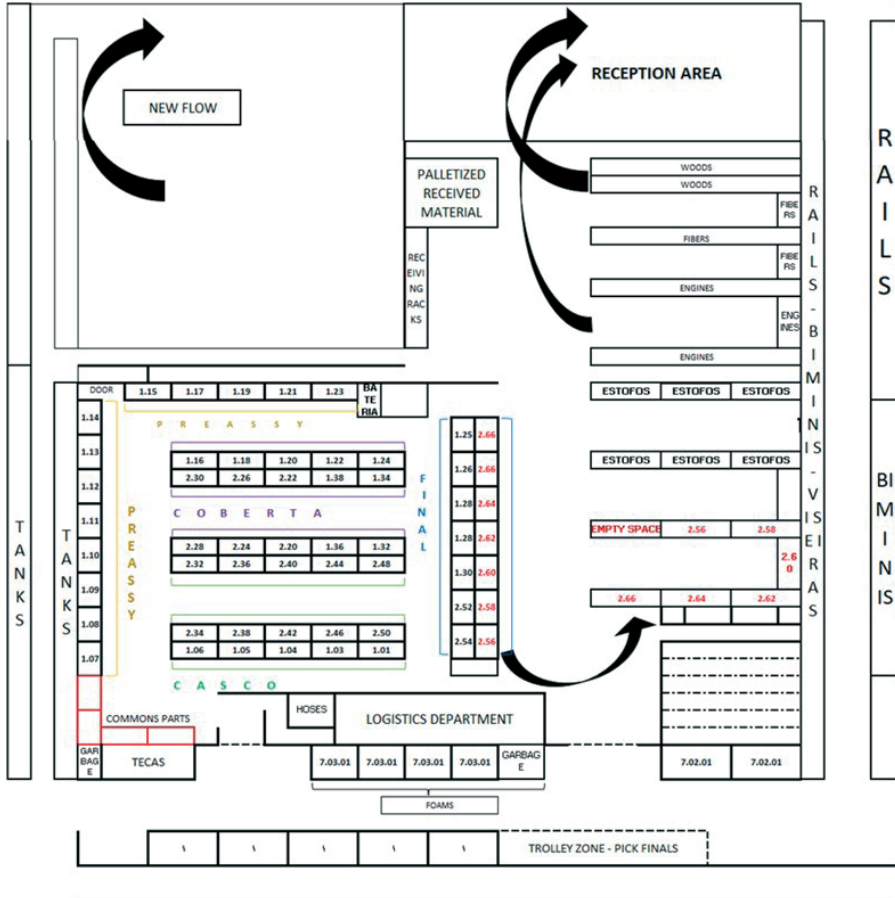 RECEPTION AREA
NEW FLOW
PALLETIZED
RECEIVED
MATERIAL
WOODS
WOODS
FIBE
RS
FIBERS
FIBE
RS
ENGINES
ENG
INES
ENGINES
REC
EIVI
NG
RAC
KS
RAILS
RAILS-BIMINIS-VISEIRAS
DOOR
1.15 1.17 1.19 1.21 1.23
BA
TE
RIA
ESTOFOS ESTOFOS ESTOFOS
PREASSY
1.14
1.13
1.12
1.11
1.10
1.09
1.08
1.07
PREASSY
1.16 1.18 1.20 1.22 1.24
2.30 2.26 2.22 1.38 1.34
COBERTA
2.28 2.24 2.20 1.36 1.32
2.32 2.36 2.40 2.44 2.48
2.34 2.38 2.42 2.46 2.50
1.06 1.05 1.04 1.03 1.01
CASCO
FINAL
1.25 2.66
1.26 2.66
1.28 2.64
1.28 2.62
1.30 2.60
2.52 2.58
2.54 2.56
ESTOFOS ESTOFOS ESTOFOS
EMPTY SPACE 2.56 2.58
2.6
0
2.66 2.64 2.62
TANKS
TANKS
BIMINIS
COMMONS PARTS
HOSES
LOGISTICS DEPARTMENT
GAR
BAG
E
TECAS
7.03.01 7.03.01 7.03.01 7.03.01
GARBAG
E
7.02.01 7.02.01
FOAMS
\ \ \ \ \
TROLLEY ZONE - PICK FINALS